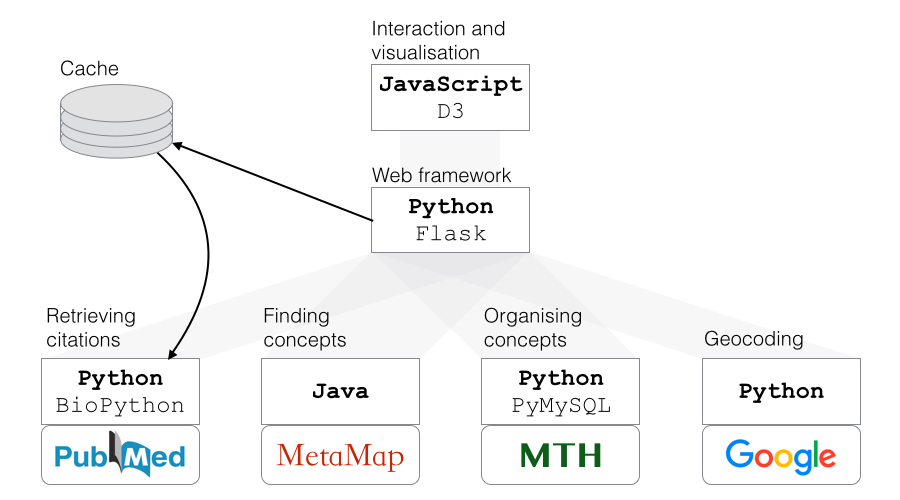 Interaction and
visualisation
JavaScript
D3
Cache
Web framework
Python
Flask
Retrieving
citations
Python
BioPython
PubMed
Finding
concepts
Java
MetaMap
Organising
concepts
Python
PyMySQL
MTH
Geocoding
Python
Google